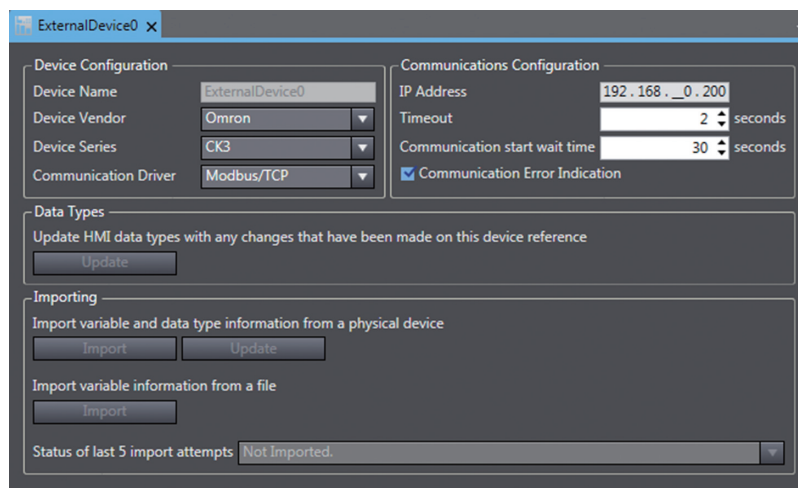 ExternalDevice0 ×
Device Configuration
Device Name ExternalDevice0
Device Vendor Omron
Device Series CK3
Communication Driver Modbus/TCP
Communications Configuration
IP Address 192 . 168 . __0 . 200
Timeout 2 seconds
Communication start wait time 30 seconds
Communication Error Indication
Data Types
Update HMI data types with any changes that have been made on this device reference
Update
Importing
Import variable and data type information from a physical device
Import Update
Import variable information from a file
Import
Status of last 5 import attempts Not Imported.